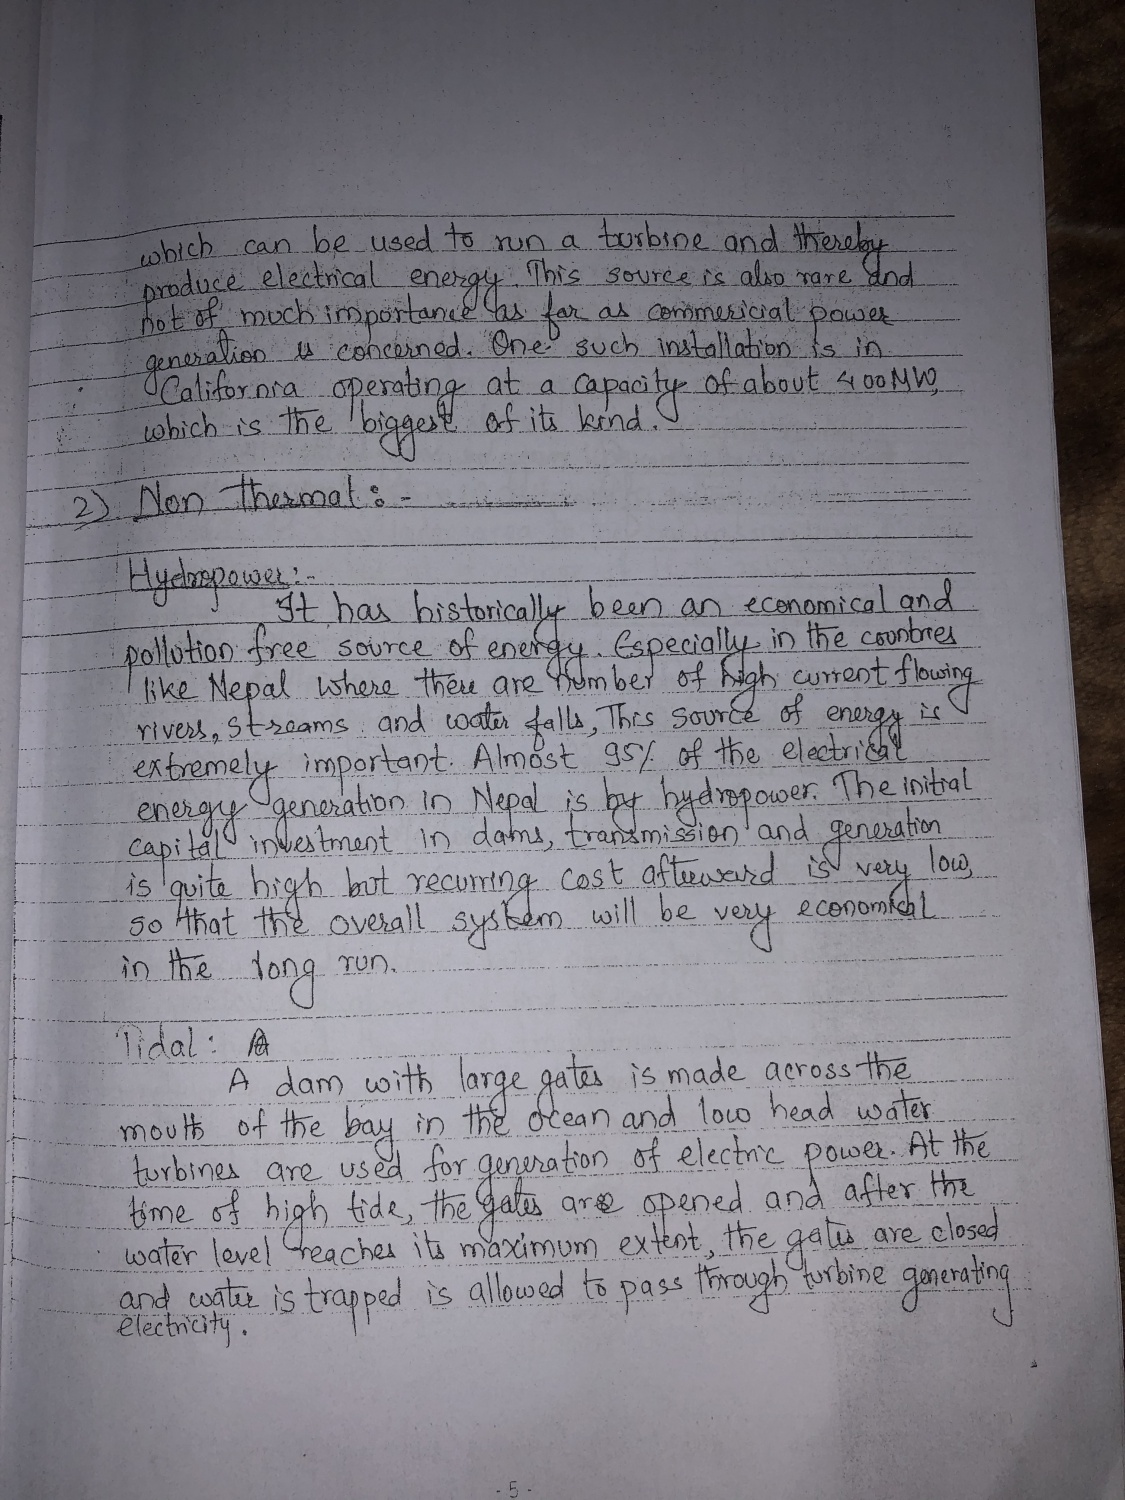 which can be used to run a turbine and thereby
produce electrical energy. This source is also rare and
not of much importance as far as commericial power
generation is concerned. One such installation is in
California operating at a capacity of about 400MW,
which is the biggest of its kind.
2) Non Thermal:-
Hydropower:-
It has historically been an economical and
pollution free source of energy. Especially in the countries
like Nepal where there are number of high current flowing
rivers, streams and water falls, This source of energy is
extremely important. Almost 95% of the electrical
energy generation in Nepal is by hydropower. The initial
capital investment in dams, transmission and generation
is quite high but recurring cost afterward is very low,
so that the overall system will be very economical
in the long run.
Tidal: A
A dam with large gates is made across the
mouth of the bay in the ocean and low head water
turbines are used for generation of electric power. At the
time of high tide, the gates are opened and after the
water level reaches its maximum extent, the gates are closed
and water is trapped is allowed to pass through turbine generating
electricity.
- 5 -